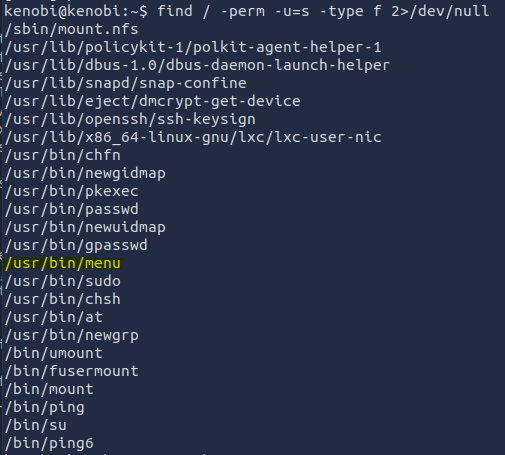 kenobi@kenobi:~$ find / -perm -u=s -type f 2>/dev/null
/sbin/mount.nfs
/usr/lib/policykit-1/polkit-agent-helper-1
/usr/lib/dbus-1.0/dbus-daemon-launch-helper
/usr/lib/snapd/snap-confine
/usr/lib/eject/dmcrypt-get-device
/usr/lib/openssh/ssh-keysign
/usr/lib/x86_64-linux-gnu/lxc/lxc-user-nic
/usr/bin/chfn
/usr/bin/newgidmap
/usr/bin/pkexec
/usr/bin/passwd
/usr/bin/newuidmap
/usr/bin/gpasswd
/usr/bin/menu
/usr/bin/sudo
/usr/bin/chsh
/usr/bin/at
/usr/bin/newgrp
/bin/umount
/bin/fusermount
/bin/mount
/bin/ping
/bin/su
/bin/ping6